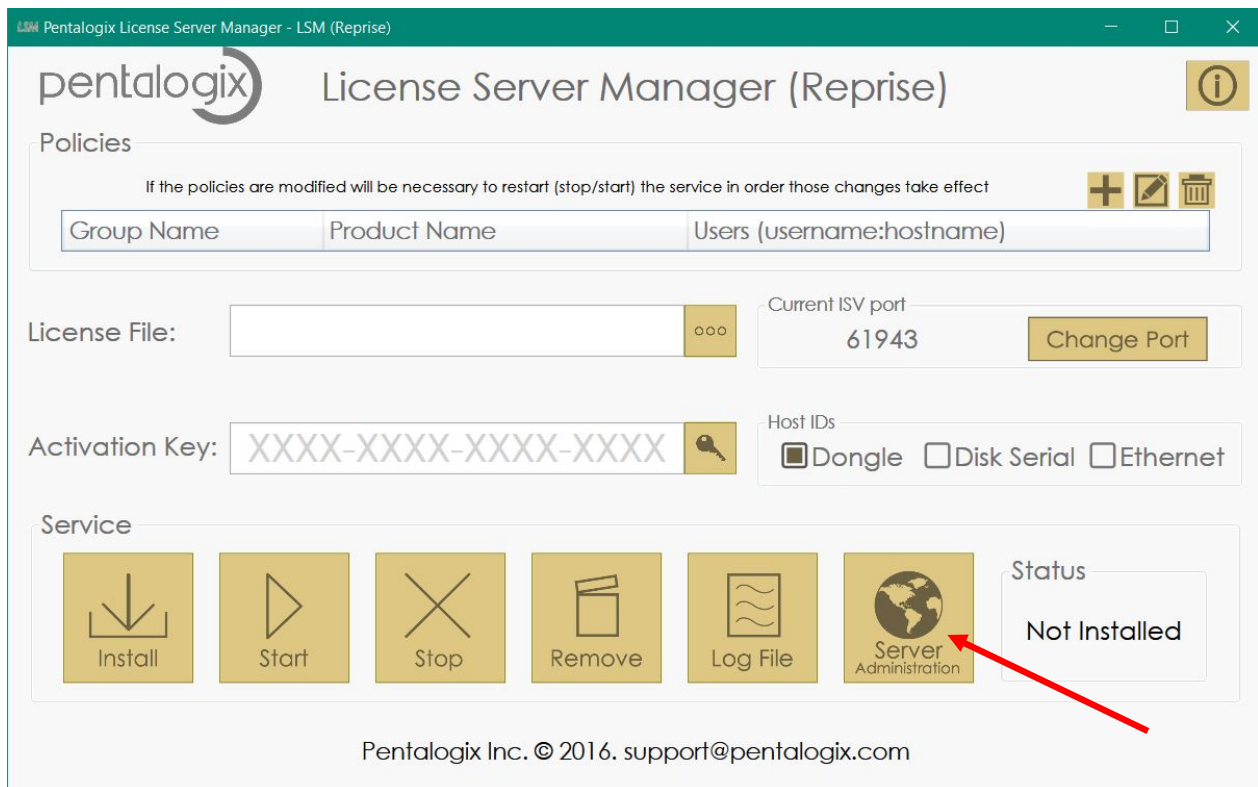 LSM Pentalogix License Server Manager - LSM (Reprise)
pentalogix License Server Manager (Reprise)
Policies
If the policies are modified will be necessary to restart (stop/start) the service in order those changes take effect
Group Name Product Name Users (username:hostname)
License File: Current ISV port
61943 Change Port
Activation Key: XXXX-XXXX-XXXX-XXXX Host IDs
Dongle Disk Serial Ethernet
Service
Install Start Stop Remove Log File Server
Administration
Status
Not Installed
Pentalogix Inc. © 2016. support@pentalogix.com